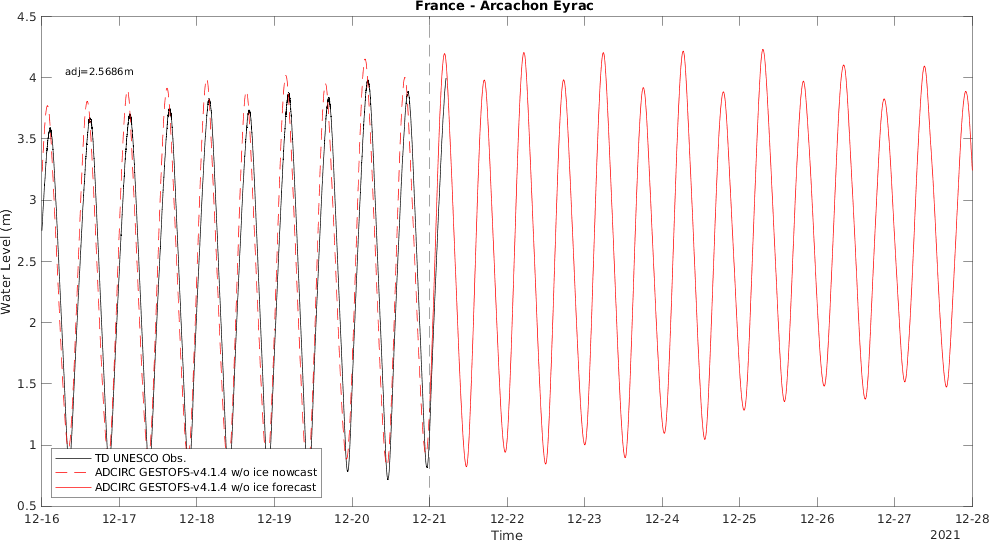 France - Arcachon Eyrac
4.5
adj=2.5686m
4
3.5
3
2.5
2
1.5
1
0.5
Water Level (m)
TD UNESCO Obs.
ADCIRC GESTOFS-v4.1.4 w/o ice nowcast
ADCIRC GESTOFS-v4.1.4 w/o ice forecast
12-16 12-17 12-18 12-19 12-20 12-21 12-22 12-23 12-24 12-25 12-26 12-27 12-28
Time
2021